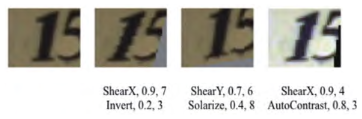 15
15
15
15
ShearX, 0.9, 7
Invert, 0.2, 3
ShearY, 0.7, 6
Solarize, 0.4, 8
ShearX, 0.9, 4
AutoContrast, 0.8, 3